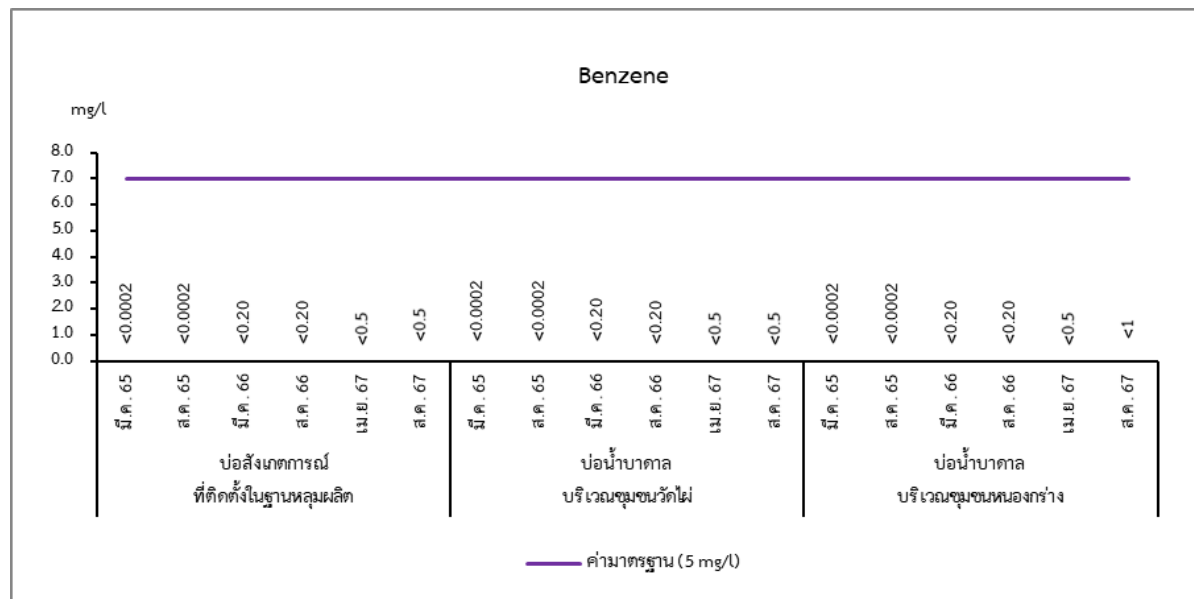 Benzene
mg/l
8.0
7.0
6.0
5.0
4.0
3.0
2.0
1.0
0.0
<0.0002 <0.0002 <0.20 <0.20 <0.5 <0.5 <0.0002 <0.0002 <0.20 <0.20 <0.5 <0.5 <0.0002 <0.0002 <0.20 <0.20 <0.5 <1
มี.ค. 65 ส.ค. 65 มี.ค. 66 ส.ค. 66 เม.ย. 67 ส.ค. 67 มี.ค. 65 ส.ค. 65 มี.ค. 66 ส.ค. 66 เม.ย. 67 ส.ค. 67 มี.ค. 65 ส.ค. 65 มี.ค. 66 ส.ค. 66 เม.ย. 67 ส.ค. 67
บ่อสังเกตการณ์
ที่ติดตั้งในฐานหลุมผลิต
บ่อน้ำบาดาล
บริเวณชุมชนวัดไผ่
บ่อน้ำบาดาล
บริเวณชุมชนหนองกร่าง
ค่ามาตรฐาน (5 mg/l)